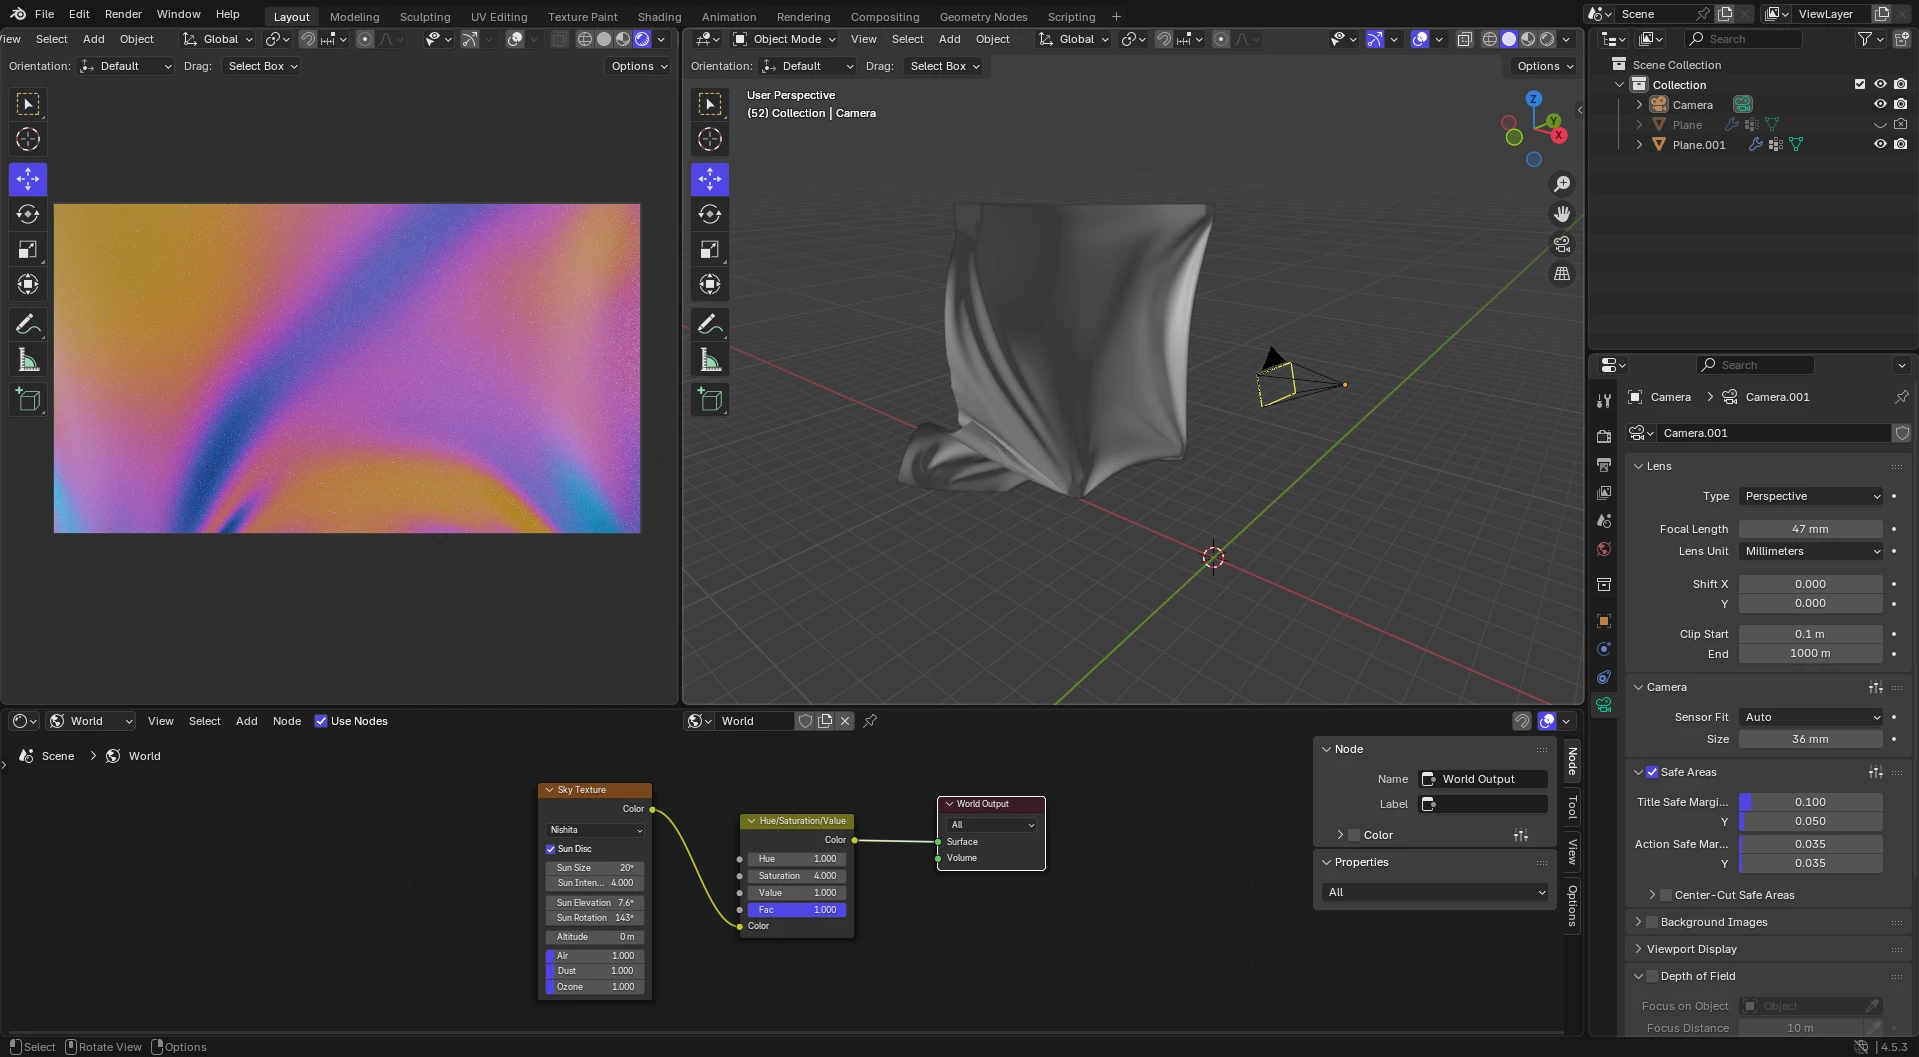 File Edit Render Window Help
Layout Modeling Sculpting UV Editing Texture Paint Shading Animation Rendering Compositing Geometry Nodes Scripting +
Scene
ViewLayer
iew Select Add Object Global
Object Mode View Select Add Object Global
Search
Orientation: Default Drag: Select Box Options
Orientation: Default Drag: Select Box Options
User Perspective
(52) Collection | Camera
Z
Y
X
Scene Collection
Collection
Camera
Plane
Plane.001
Search
Camera > Camera.001
Camera.001
Lens
Type Perspective
Focal Length 47 mm
Lens Unit Millimeters
Shift X 0.000
Y 0.000
Clip Start 0.1 m
End 1000 m
Camera
Sensor Fit Auto
Size 36 mm
Safe Areas
Title Safe Margi... 0.100
Y 0.050
Action Safe Mar... 0.035
Y 0.035
Center-Cut Safe Areas
Background Images
Viewport Display
Depth of Field
Focus on Object Object
Focus Distance 10 m
World View Select Add Node Use Nodes
World
Scene > World
Sky Texture
Color
Nishita
Sun Disc
Sun Size 20°
Sun Inten... 4.000
Sun Elevation 7.6°
Sun Rotation 143°
Altitude 0 m
Air 1.000
Dust 1.000
Ozone 1.000
Hue/Saturation/Value
Color
Hue 1.000
Saturation 4.000
Value 1.000
Fac 1.000
Color
World Output
All
Surface
Volume
Node
Name World Output
Label
Color
Properties
All
Node
Tool
View
Options
Select Rotate View Options
4.5.3